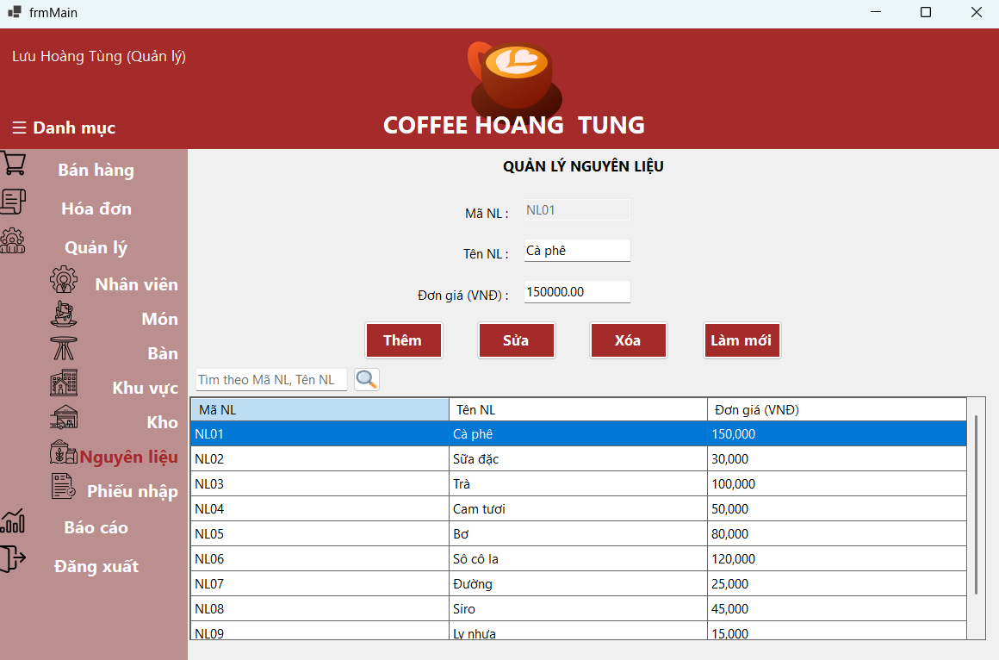 frmMain
Lưu Hoàng Tùng (Quản lý)
COFFEE HOANG  TUNG
☰ Danh mục
Bán hàng
Hóa đơn
Quản lý
Nhân viên
Món
Bàn
Khu vực
Kho
Nguyên liệu
Phiếu nhập
Báo cáo
Đăng xuất
QUẢN LÝ NGUYÊN LIỆU
Mã NL : NL01
Tên NL : Cà phê
Đơn giá (VNĐ) : 150000.00
Thêm Sửa Xóa Làm mới
Tìm theo Mã NL, Tên NL
Mã NL Tên NL Đơn giá (VNĐ)
NL01 Cà phê 150,000
NL02 Sữa đặc 30,000
NL03 Trà 100,000
NL04 Cam tươi 50,000
NL05 Bơ 80,000
NL06 Sô cô la 120,000
NL07 Đường 25,000
NL08 Siro 45,000
NL09 Ly nhựa 15,000